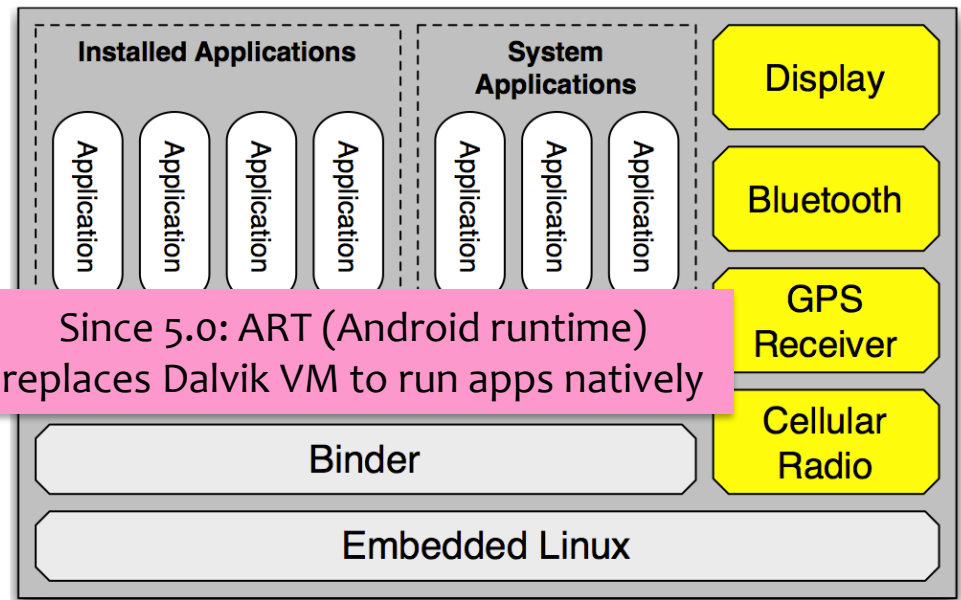 Installed Applications
System
Applications
Application
Application
Application
Application
Application
Application
Application
Display
Bluetooth
GPS
Receiver
Cellular
Radio
Since 5.0: ART (Android runtime)
replaces Dalvik VM to run apps natively
Binder
Embedded Linux